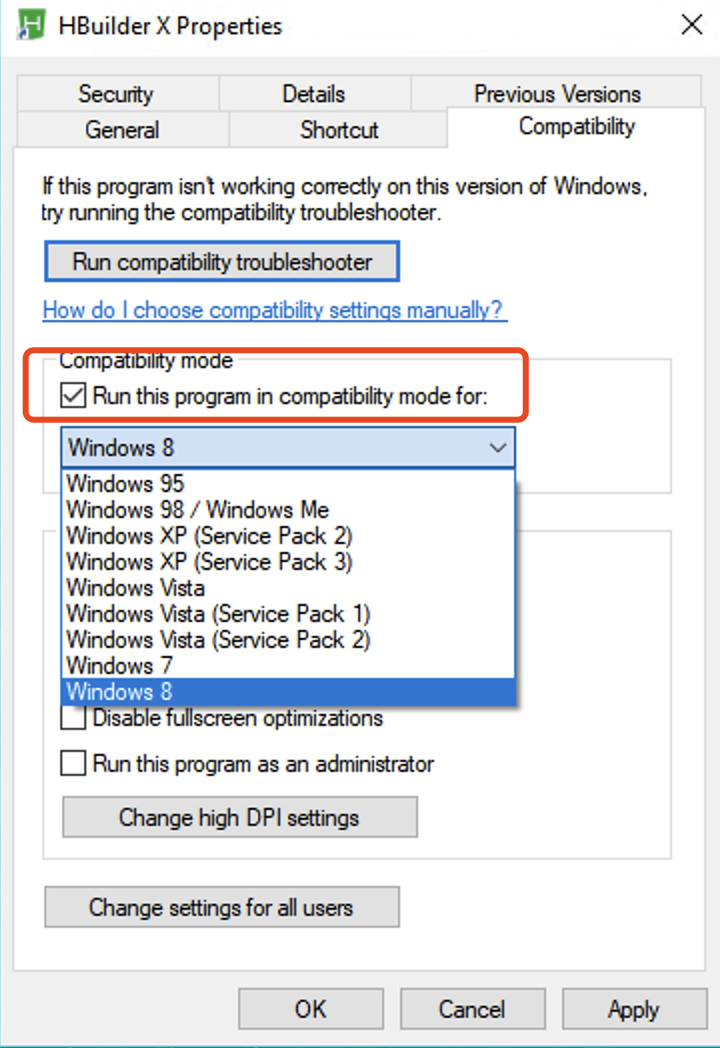 HBuilder X Properties
Security Details Previous Versions
General Shortcut Compatibility
If this program isn't working correctly on this version of Windows,
try running the compatibility troubleshooter.
Run compatibility troubleshooter
How do I choose compatibility settings manually?
Compatibility mode
Run this program in compatibility mode for:
Windows 8
Windows 95
Windows 98 / Windows Me
Windows XP (Service Pack 2)
Windows XP (Service Pack 3)
Windows Vista
Windows Vista (Service Pack 1)
Windows Vista (Service Pack 2)
Windows 7
Windows 8
Disable fullscreen optimizations
Run this program as an administrator
Change high DPI settings
Change settings for all users
OK Cancel Apply